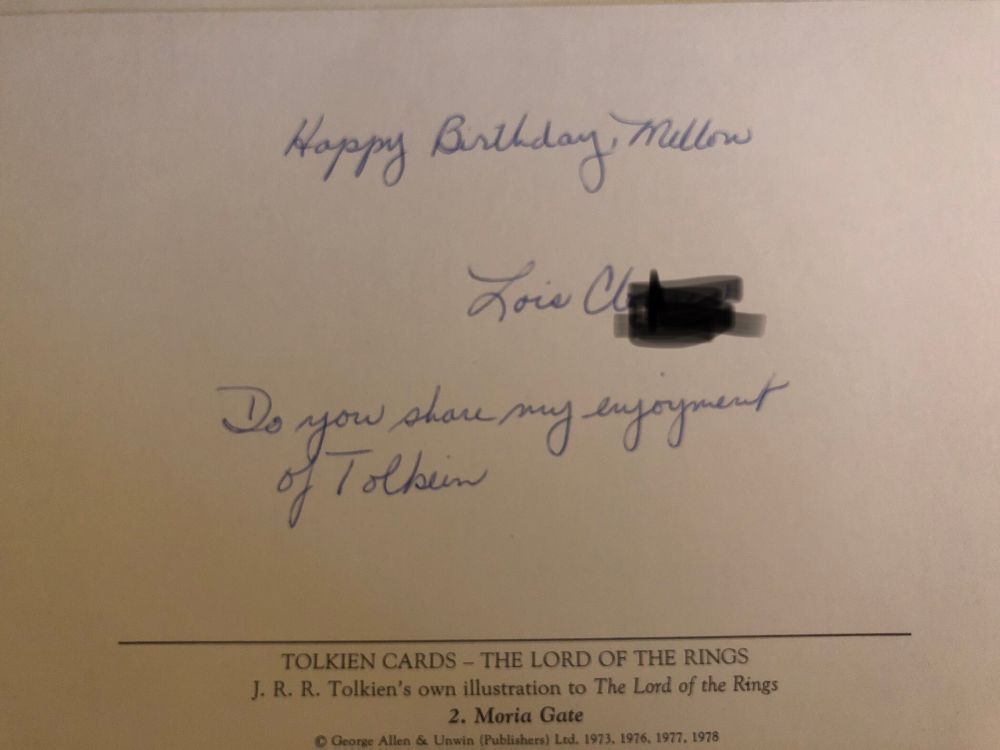 Happy Birthday, Mellon
Lois
Do you share my enjoyment
of Tolkein
TOLKIEN CARDS – THE LORD OF THE RINGS
J. R. R. Tolkien's own illustration to The Lord of the Rings
2. Moria Gate
© George Allen & Unwin (Publishers) Ltd. 1973, 1976, 1977, 1978